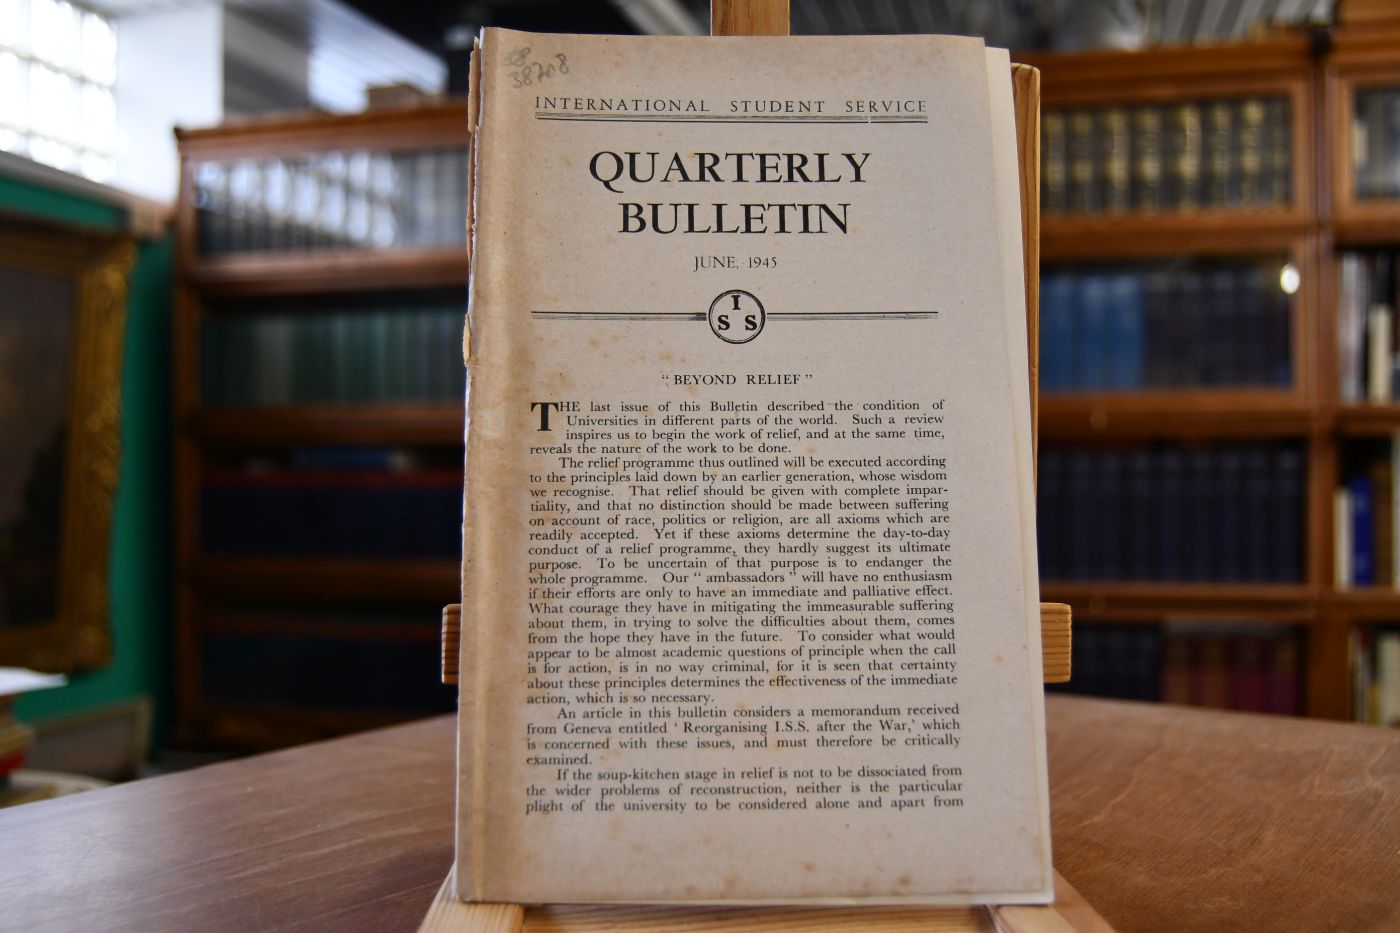 INTERNATIONAL STUDENT SERVICE
QUARTERLY
BULLETIN
JUNE, 1945
I
S S
“ BEYOND RELIEF ”
THE last issue of this Bulletin described the condition of
Universities in different parts of the world. Such a review
inspires us to begin the work of relief, and at the same time,
reveals the nature of the work to be done.
The relief programme thus outlined will be executed according
to the principles laid down by an earlier generation, whose wisdom
we recognise. That relief should be given with complete impar-
tiality, and that no distinction should be made between suffering
on account of race, politics or religion, are all axioms which are
readily accepted. Yet if these axioms determine the day-to-day
conduct of a relief programme, they hardly suggest its ultimate
purpose. To be uncertain of that purpose is to endanger the
whole programme. Our “ ambassadors ” will have no enthusiasm
if their efforts are only to have an immediate and palliative effect.
What courage they have in mitigating the immeasurable suffering
about them, in trying to solve the difficulties about them, comes
from the hope they have in the future. To consider what would
appear to be almost academic questions of principle when the call
is for action, is in no way criminal, for it is seen that certainty
about these principles determines the effectiveness of the immediate
action, which is so necessary.
An article in this bulletin considers a memorandum received
from Geneva entitled ‘ Reorganising I.S.S. after the War,’ which
is concerned with these issues, and must therefore be critically
examined.
If the soup-kitchen stage in relief is not to be dissociated from
the wider problems of reconstruction, neither is the particular
plight of the university to be considered alone and apart from